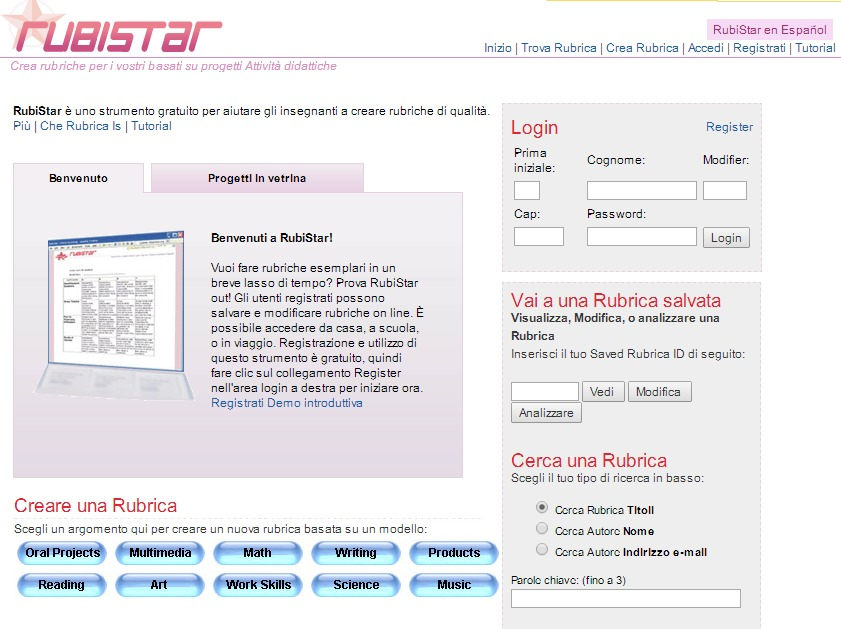 RUBISTAR
RubiStar en Español
Inizio | Trova Rubrica | Crea Rubrica | Accedi | Registrati | Tutorial
Crea rubriche per i vostri basati su progetti Attività didattiche
RubiStar è uno strumento gratuito per aiutare gli insegnanti a creare rubriche di qualità.
Più | Che Rubrica Is | Tutorial
Benvenuto
Progetti in vetrina
RUBISTAR
Benvenuti a RubiStar!
Vuoi fare rubriche esemplari in un
breve lasso di tempo? Prova RubiStar
out! Gli utenti registrati possono
salvare e modificare rubriche on line. È
possibile accedere da casa, a scuola,
o in viaggio. Registrazione e utilizzo di
questo strumento è gratuito, quindi
fare clic sul collegamento Register
nell'area login a destra per iniziare ora.
Registrati Demo introduttiva
Creare una Rubrica
Scegli un argomento qui per creare un nuova rubrica basata su un modello:
Oral Projects Multimedia Math Writing Products
Reading Art Work Skills Science Music
Login Register
Prima
iniziale:
Cognome: Modifier:
Cap: Password:
Login
Vai a una Rubrica salvata
Visualizza, Modifica, o analizzare una
Rubrica
Inserisci il tuo Saved Rubrica ID di seguito:
Vedi Modifica
Analizzare
Cerca una Rubrica
Scegli il tuo tipo di ricerca in basso:
Cerca Rubrica Titoli
Cerca Autore Nome
Cerca Autore Indirizzo e-mail
Parole chiave: (fino a 3)